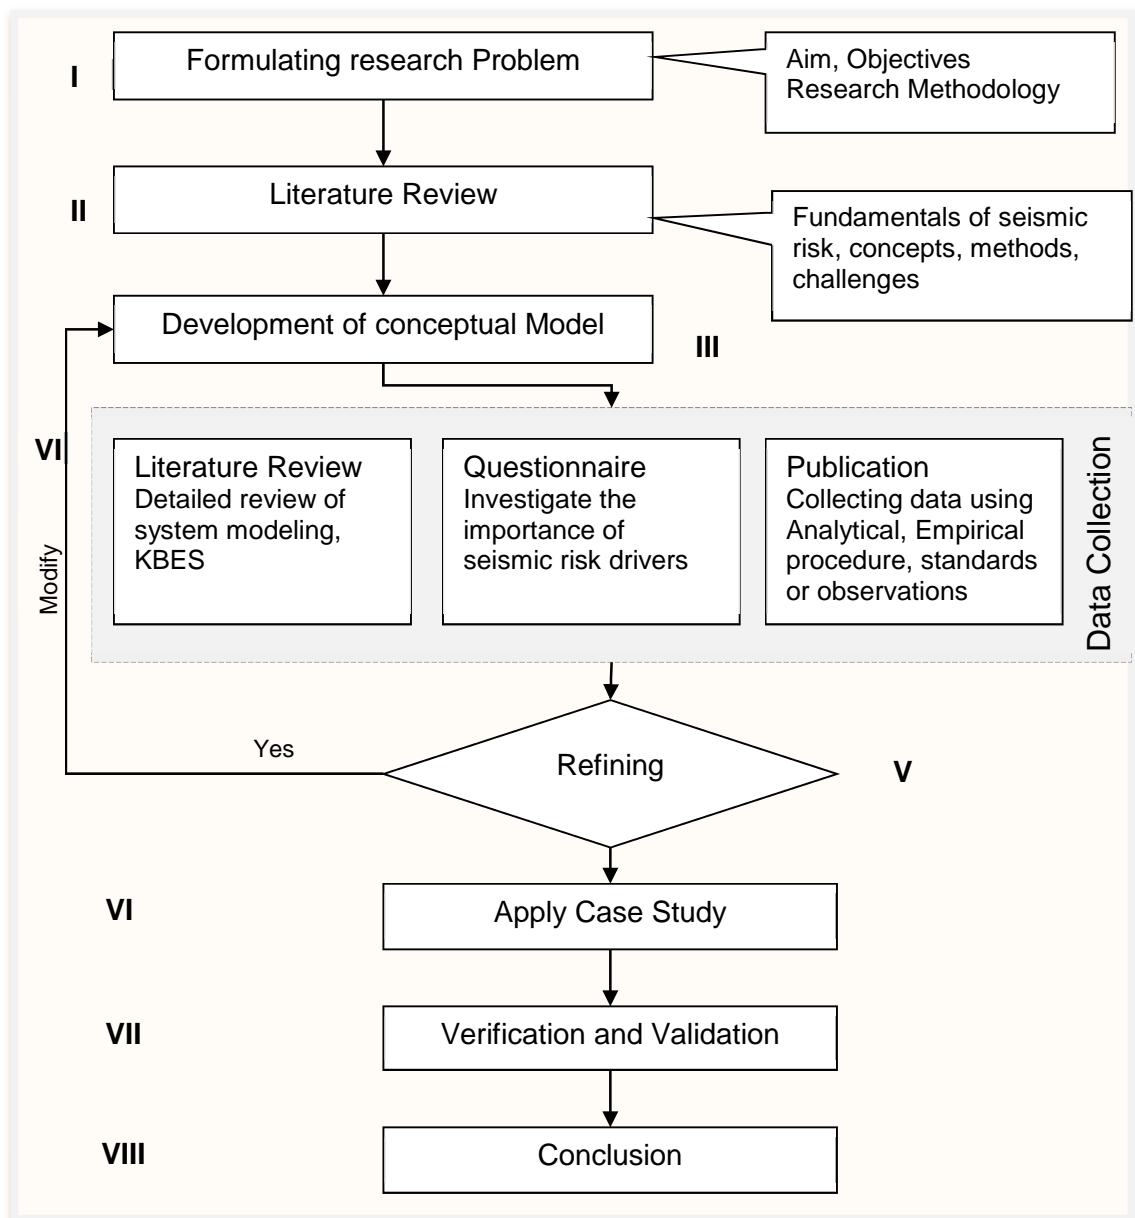 I
Formulating research Problem
Aim, Objectives
Research Methodology
II
Literature Review
Fundamentals of seismic
risk, concepts, methods,
challenges
Development of conceptual Model
III
VI
Modify
Literature Review
Detailed review of
system modeling,
KBES
Questionnaire
Investigate the
importance of
seismic risk drivers
Publication
Collecting data using
Analytical, Empirical
procedure, standards
or observations
Data Collection
Yes
Refining
V
VI
Apply Case Study
VII
Verification and Validation
VIII
Conclusion